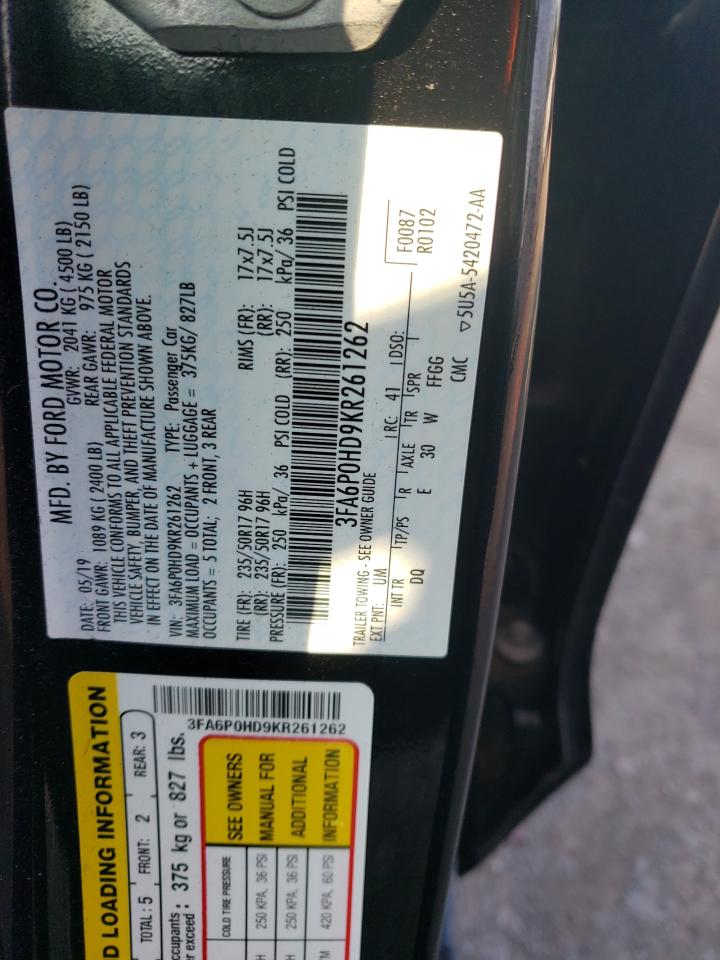 MFD. BY FORD MOTOR CO.
DATE: 05/19 GVWR: 2041 KG ( 4500 LB)
FRONT GAWR: 1089 KG ( 2400 LB) REAR GAWR: 975 KG ( 2150 LB)
THIS VEHICLE CONFORMS TO ALL APPLICABLE FEDERAL MOTOR
VEHICLE SAFETY, BUMPER, AND THEFT PREVENTION STANDARDS
IN EFFECT ON THE DATE OF MANUFACTURE SHOWN ABOVE.
VIN: 3FA6P0HD9KR261262 TYPE: Passenger Car
MAXIMUM LOAD = OCCUPANTS + LUGGAGE = 375KG/ 827LB
OCCUPANTS = 5 TOTAL; 2 FRONT, 3 REAR
TIRE (FR): 235/50R17 96H RIMS (FR): 17x7.5J
(RR): 235/50R17 96H (RR): 17x7.5J
PRESSURE (FR): 250 kPa/ 36 PSI COLD (RR): 250 kPa/ 36 PSI COLD
3FA6P0HD9KR261262
TRAILER TOWING - SEE OWNER GUIDE
EXT PNT: UM RC: 41 DSO: F0087
R0102
INT TR TP/PS R AXLE TR SPR
DQ E 30 W FFGG
CMC ▽5U5A-5420472-AA
D LOADING INFORMATION
TOTAL: 5 FRONT: 2 REAR: 3
occupants
er exceed : 375 kg or 827 lbs.
3FA6P0HD9KR261262
COLD TIRE PRESSURE
250 KPA, 36 PSI
250 KPA, 36 PSI
420 KPA, 60 PSI
SEE OWNERS
MANUAL FOR
ADDITIONAL
INFORMATION